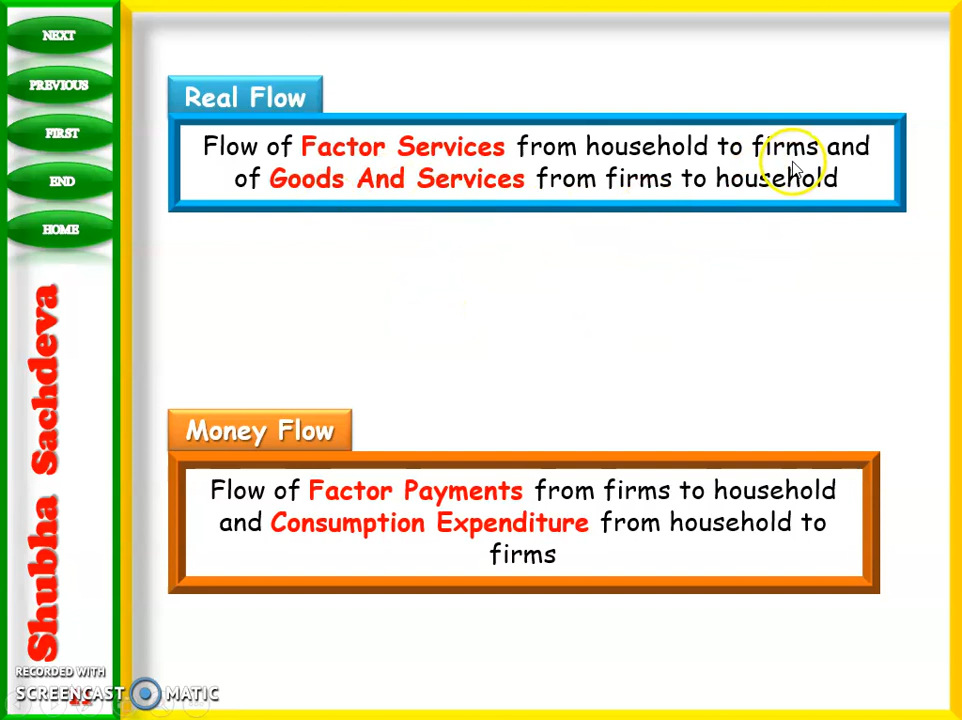 NEXT
PREVIOUS
FIRST
END
HOME
Shubha Sachdeva
Real Flow
Flow of Factor Services from household to firms and
of Goods And Services from firms to household
Money Flow
Flow of Factor Payments from firms to household
and Consumption Expenditure from household to
firms
RECORDED WITH
SCREENCAST MATIC